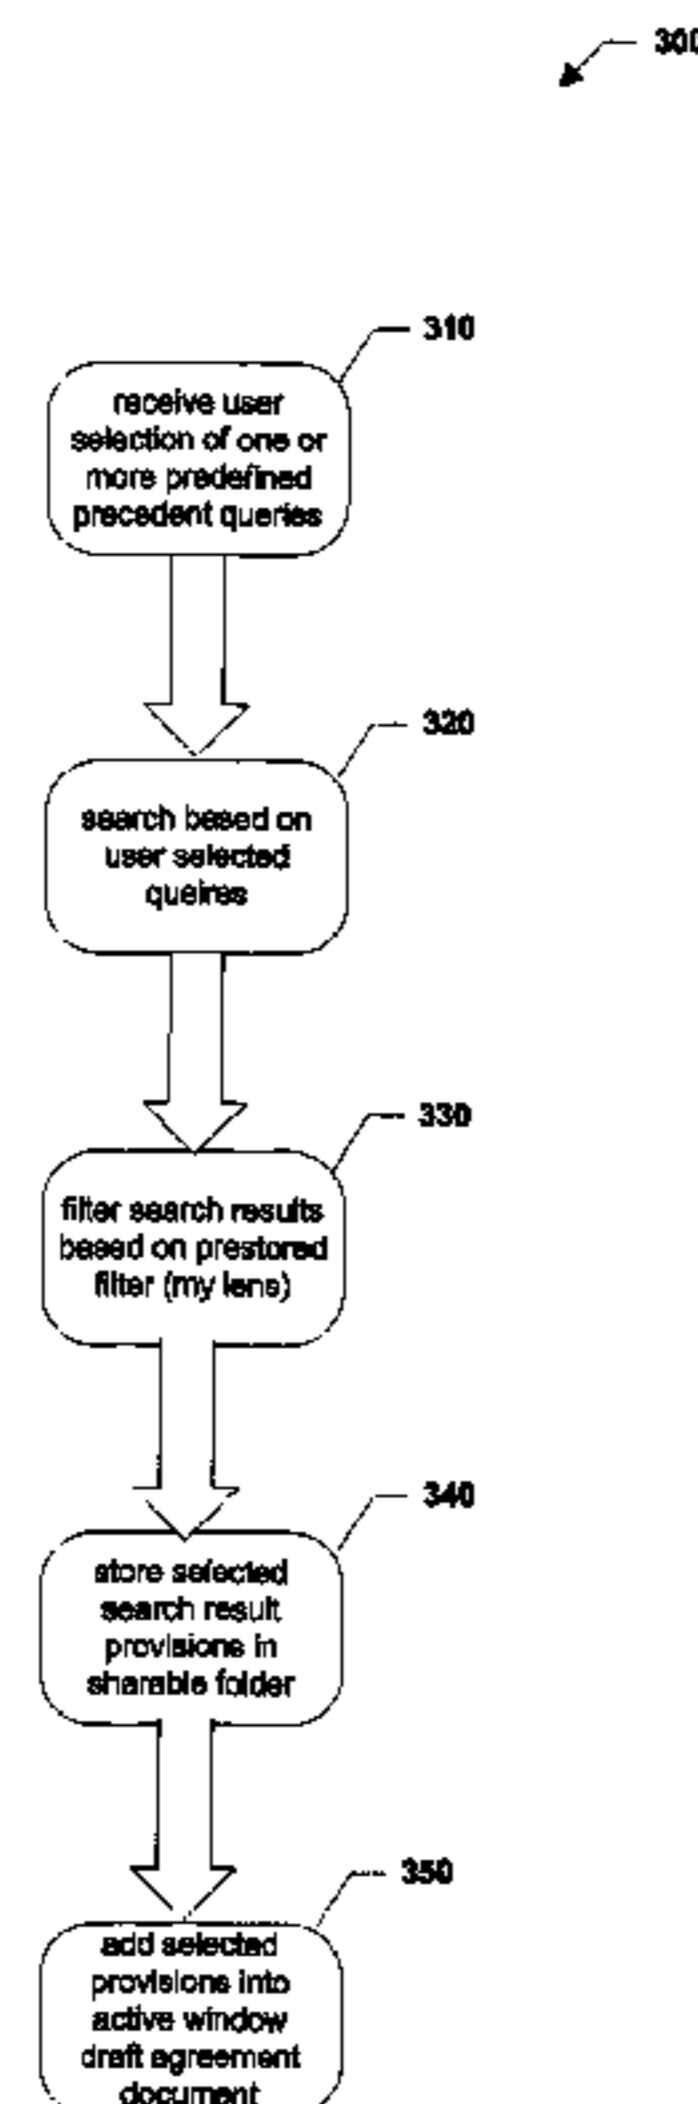 300
310
receive user
selection of one or
more predefined
precedent queries
320
search based on
user selected
queires
330
filter search results
based on prestored
filter (my lens)
340
store selected
search result
provisions in
sharable folder
350
add selected
provisions into
active window
draft agreement
document